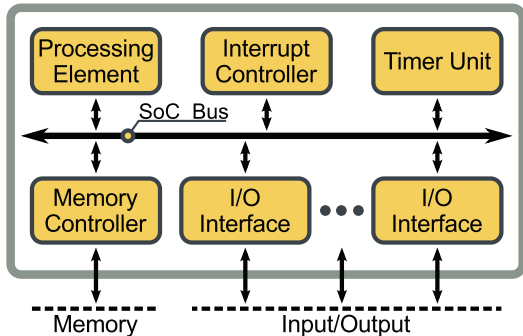 Processing
Element
Interrupt
Controller
Timer Unit
SoC Bus
Memory
Controller
I/O
Interface
I/O
Interface
Memory
Input/Output